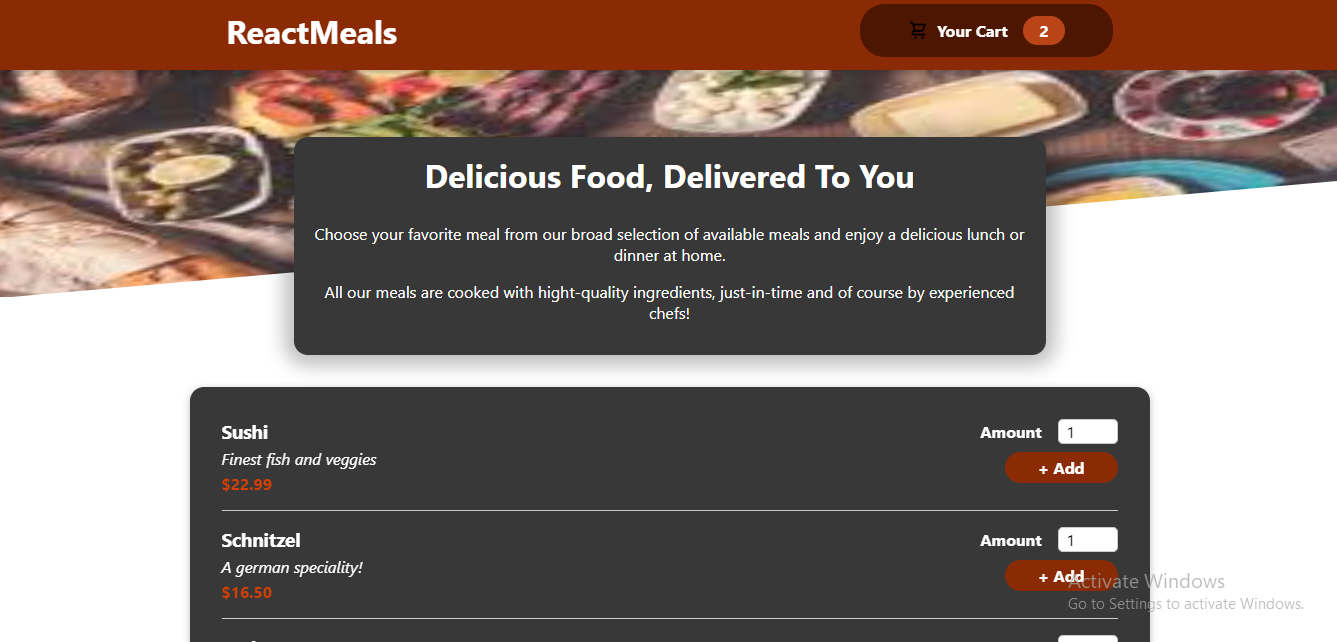 ReactMeals
Your Cart 2
Delicious Food, Delivered To You
Choose your favorite meal from our broad selection of available meals and enjoy a delicious lunch or
dinner at home.
All our meals are cooked with hight-quality ingredients, just-in-time and of course by experienced
chefs!
Sushi
Amount 1
Finest fish and veggies
+ Add
$22.99
Schnitzel
Amount 1
A german speciality!
+ Add
$16.50
Activate Windows
Go to Settings to activate Windows.